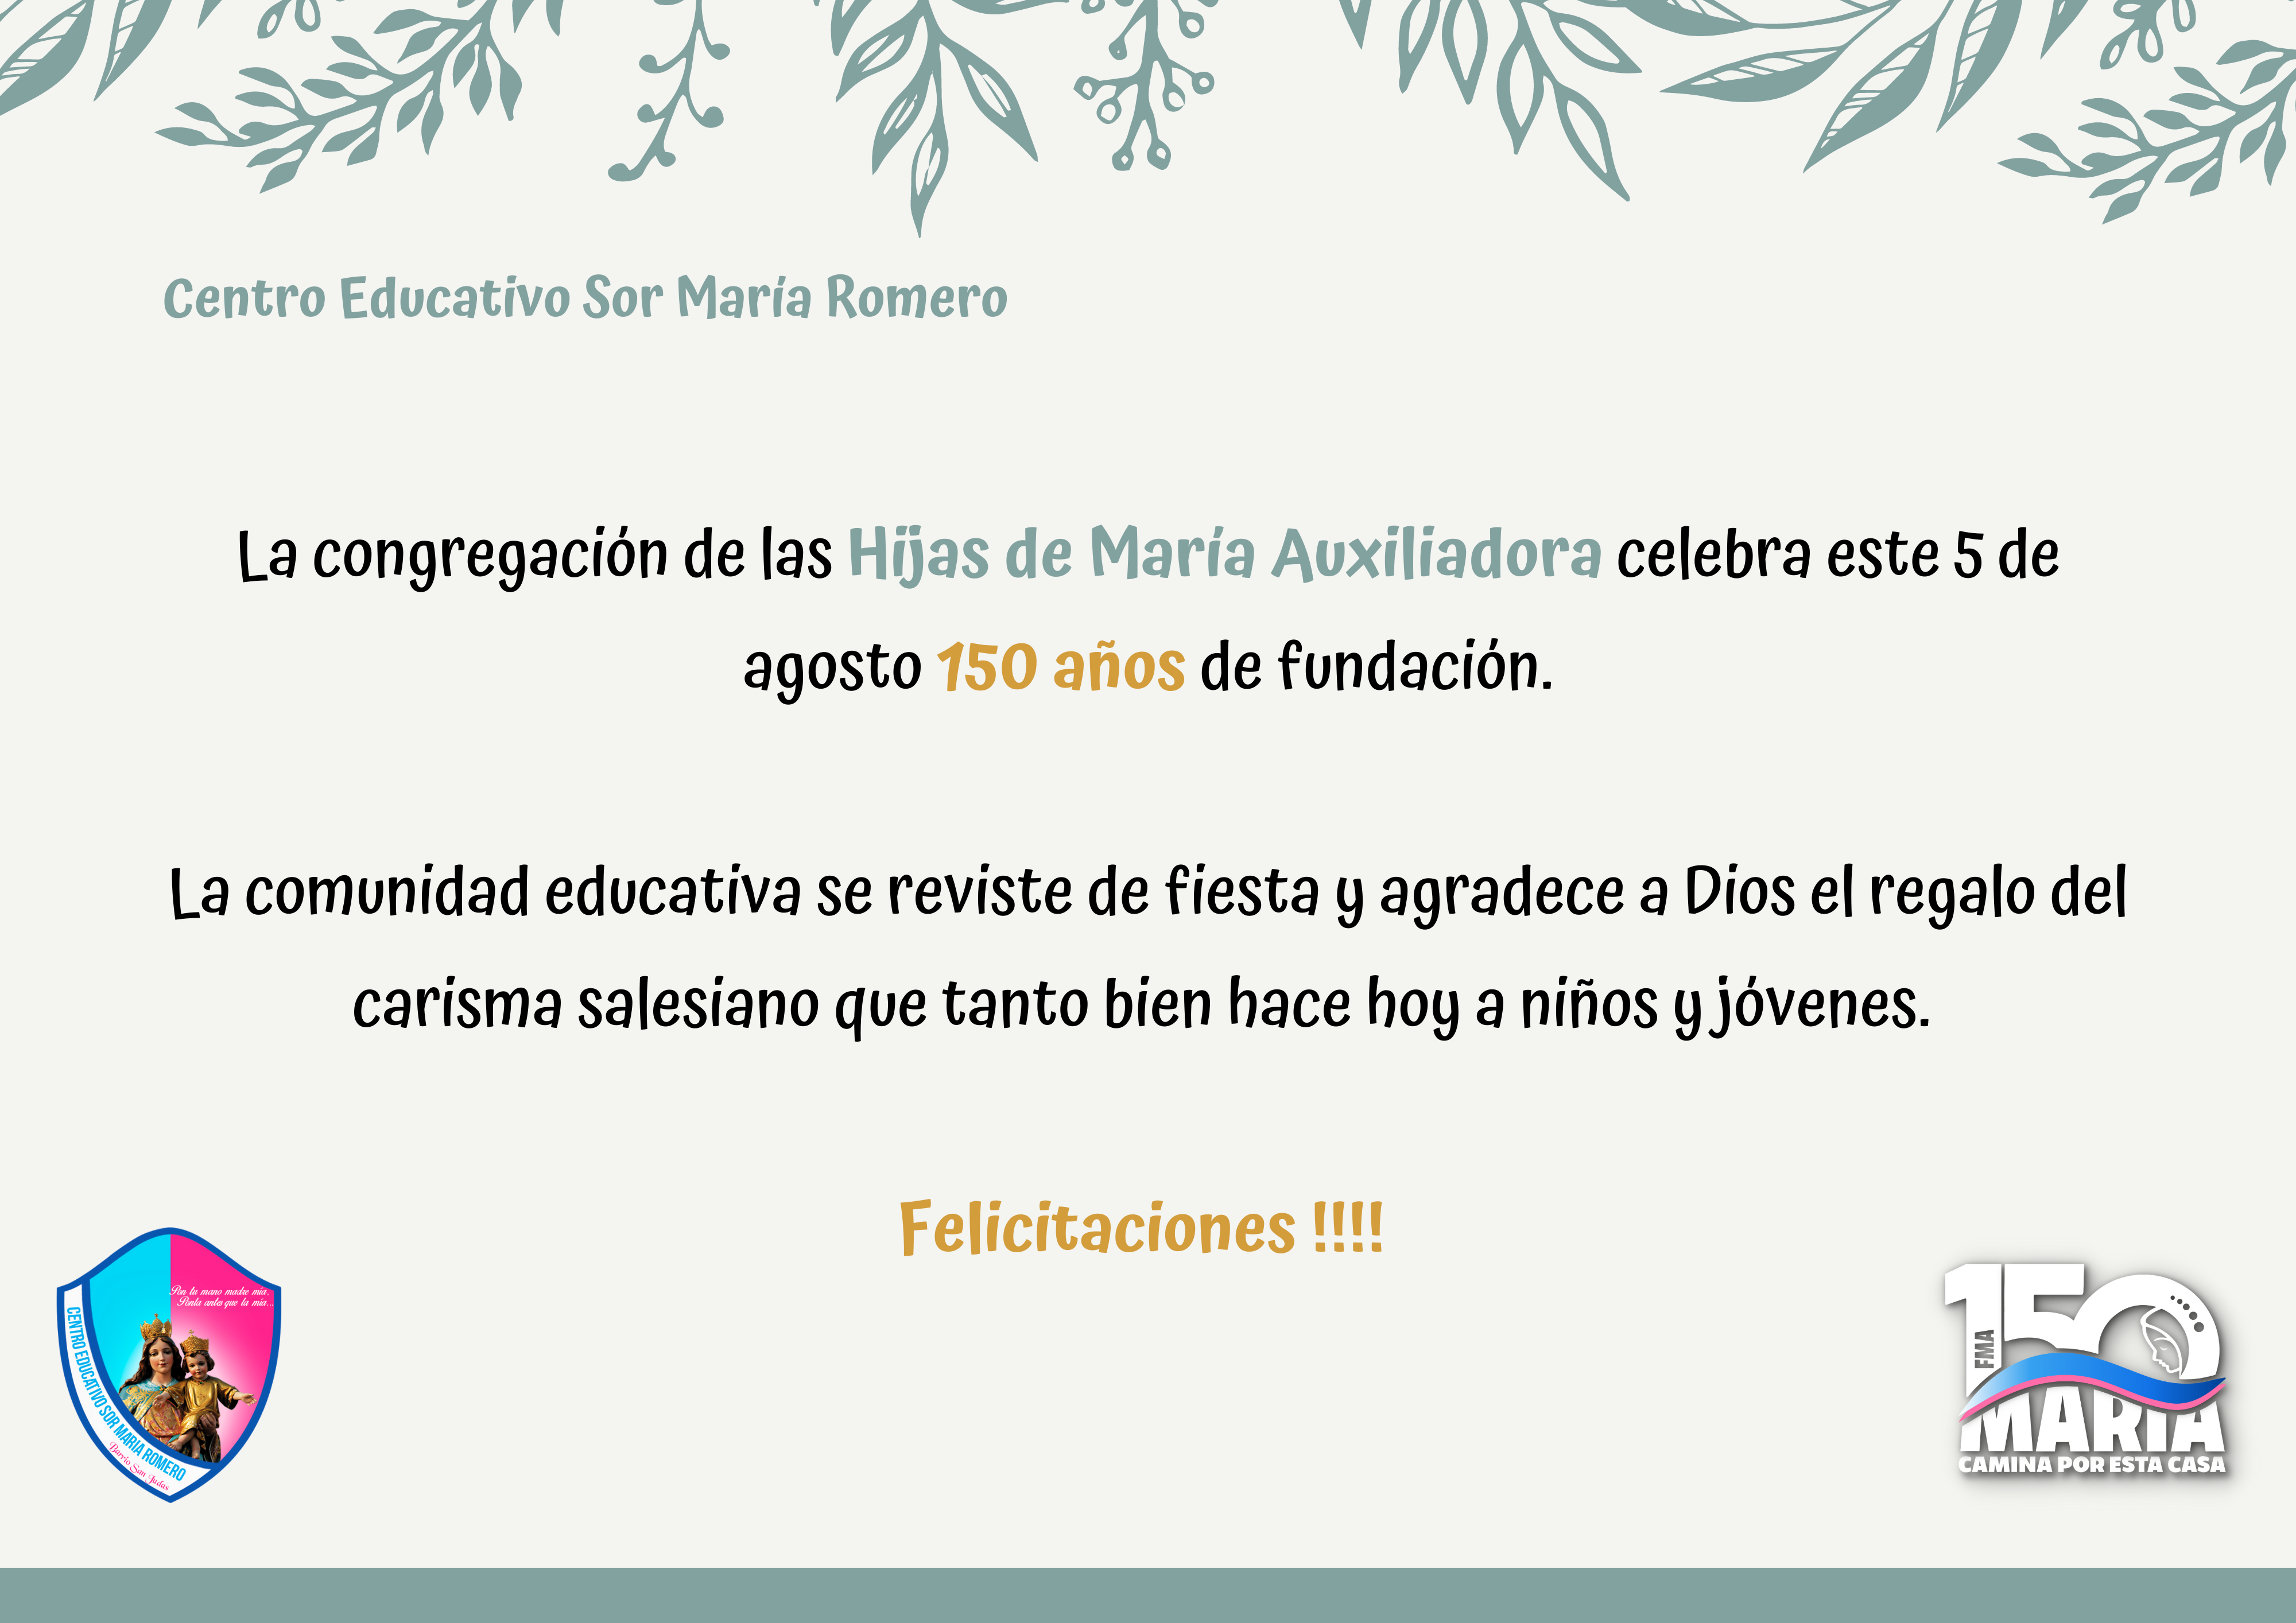 Centro Educativo Sor María Romero
La congregación de las Hijas de María Auxiliadora celebra este 5 de
agosto 150 años de fundación.
La comunidad educativa se reviste de fiesta y agradece a Dios el regalo del
carisma salesiano que tanto bien hace hoy a niños y jóvenes.
Felicitaciones !!!!
Pon tu mano madre mía.
Ponla antes que la mía...
CENTRO EDUCATIVO SOR MARÍA ROMERO
Barrio San Judas
150
FMA
MARIA
CAMINA POR ESTA CASA